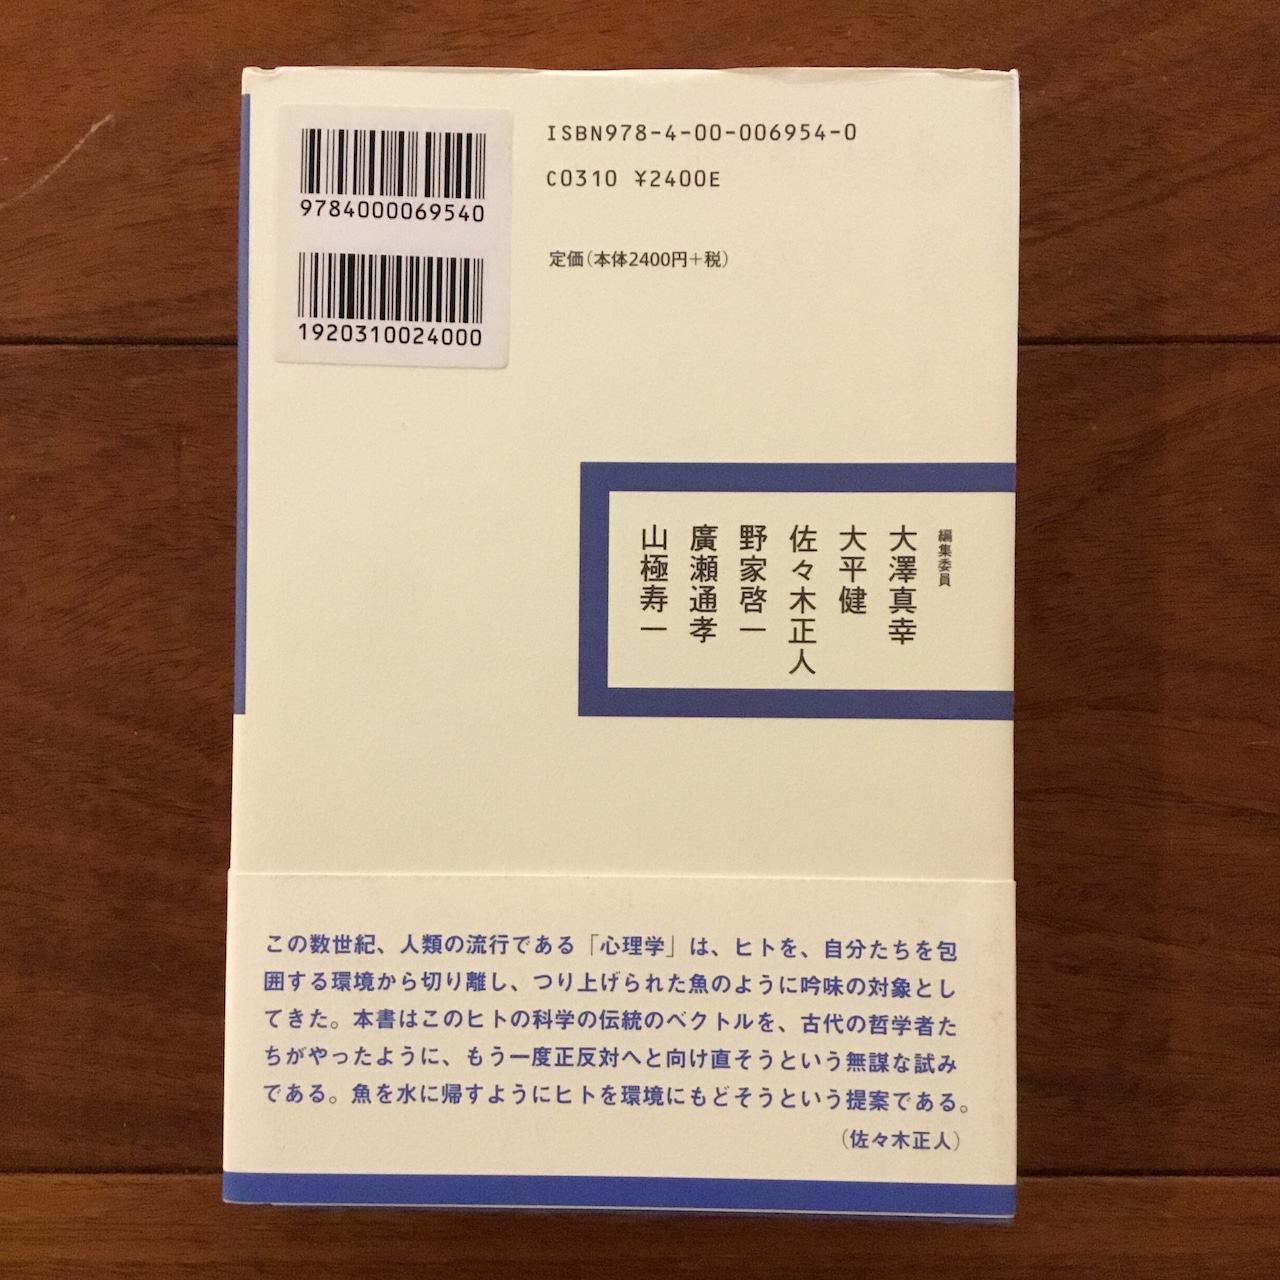 9784000069540
1920310024000
ISBN978-4-00-006954-0
C0310 ¥2400E
定価(本体2400円+税)
編集委員
大澤真幸
大平健
佐々木正人
野家啓一
廣瀬通孝
山極寿一
この数世紀、人類の流行である「心理学」は、ヒトを、自分たちを包
囲する環境から切り離し、つり上げられた魚のように吟味の対象とし
てきた。本書はこのヒトの科学の伝統のベクトルを、古代の哲学者た
ちがやったように、もう一度正反対へと向け直そうという無謀な試み
である。魚を水に帰すようにヒトを環境にもどそうという提案である。
(佐々木正人)